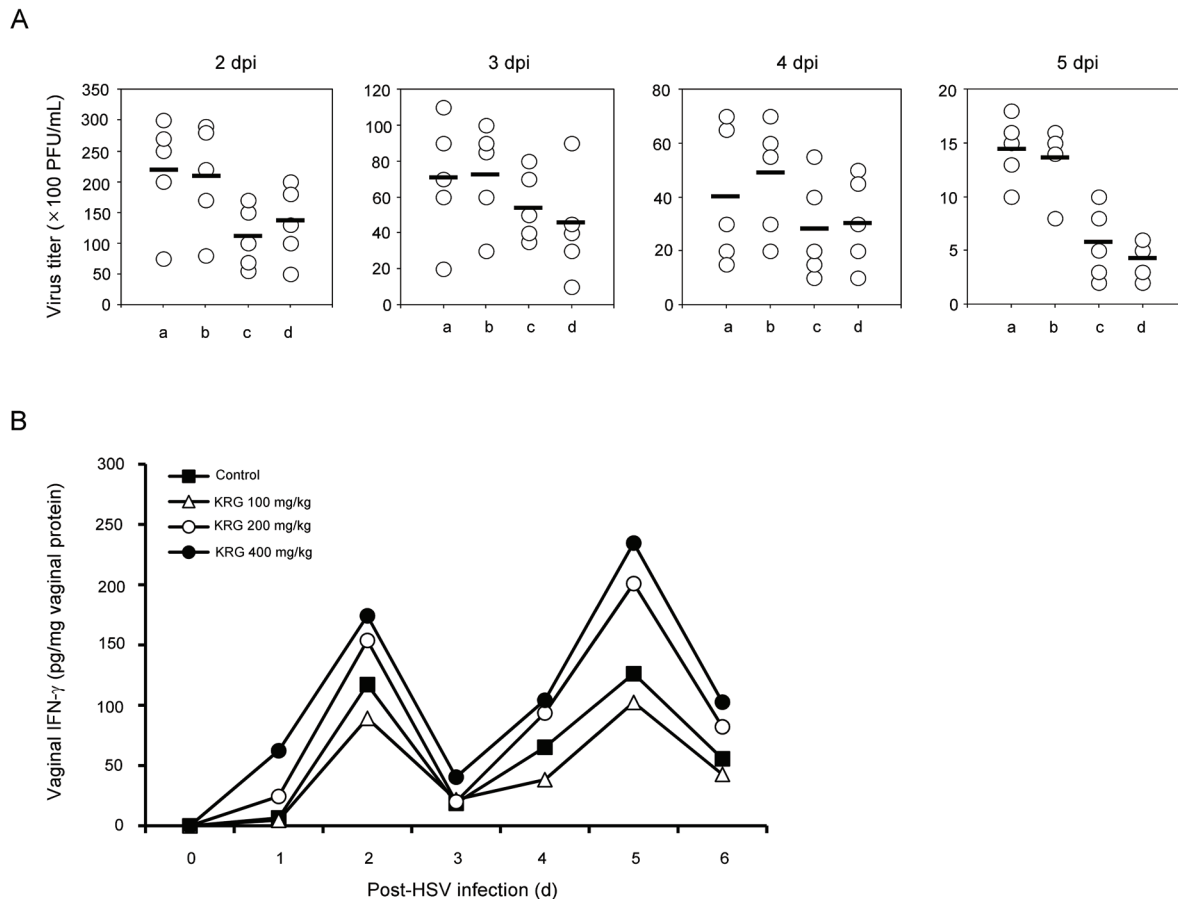 A
2 dpi
3 dpi
4 dpi
5 dpi
Virus titer (×100 PFU/mL)
350
300
250
200
150
100
50
0
a b c d
120
100
80
60
40
20
0
a b c d
80
60
40
20
0
a b c d
20
15
10
5
0
a b c d
B
Vaginal IFN-γ (pg/mg vaginal protein)
300
250
200
150
100
50
0
Control
KRG 100 mg/kg
KRG 200 mg/kg
KRG 400 mg/kg
0 1 2 3 4 5 6
Post-HSV infection (d)